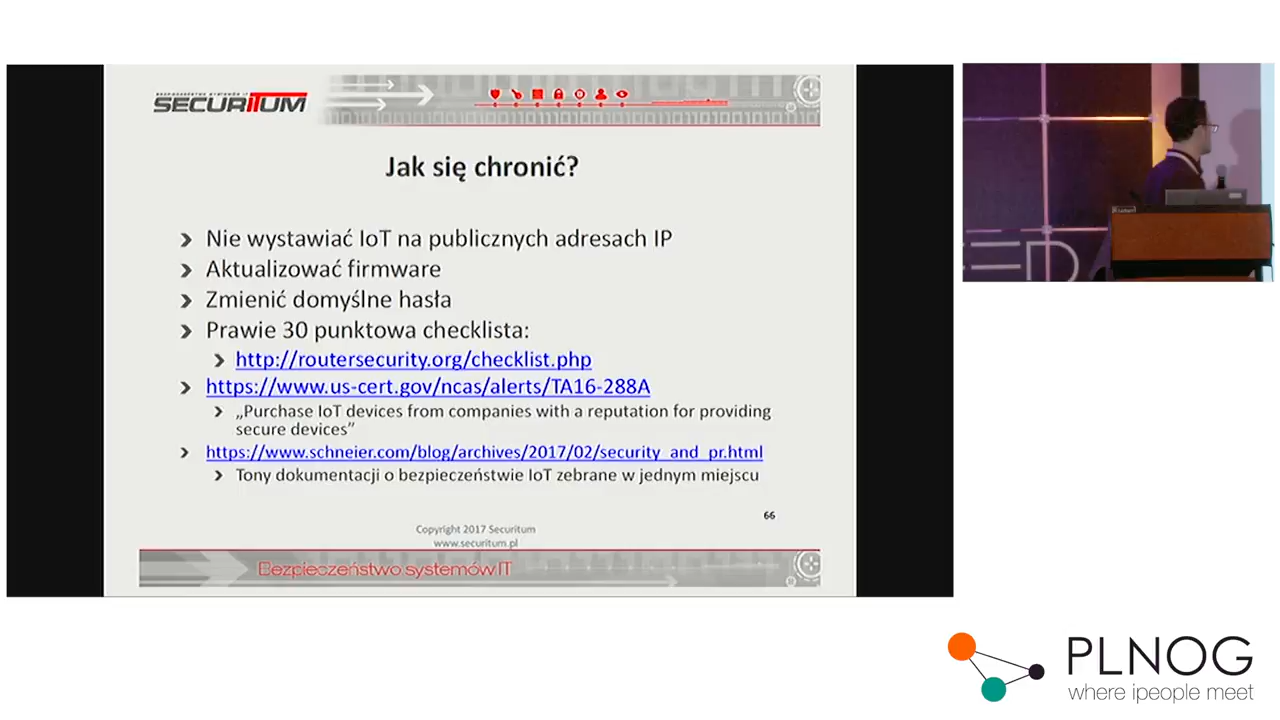 BEZPIECZEŃSTWO SYSTEMÓW IT
SECURITUM
Jak się chronić?
Nie wystawiać IoT na publicznych adresach IP
Aktualizować firmware
Zmienić domyślne hasła
Prawie 30 punktowa checklista:
http://routersecurity.org/checklist.php
https://www.us-cert.gov/ncas/alerts/TA16-288A
„Purchase IoT devices from companies with a reputation for providing
secure devices”
https://www.schneier.com/blog/archives/2017/02/security_and_pr.html
Tony dokumentacji o bezpieczeństwie IoT zebrane w jednym miejscu
66
Copyright 2017 Securitum
www.securitum.pl
Bezpieczeństwo systemów IT
PLNOG
where ipeople meet